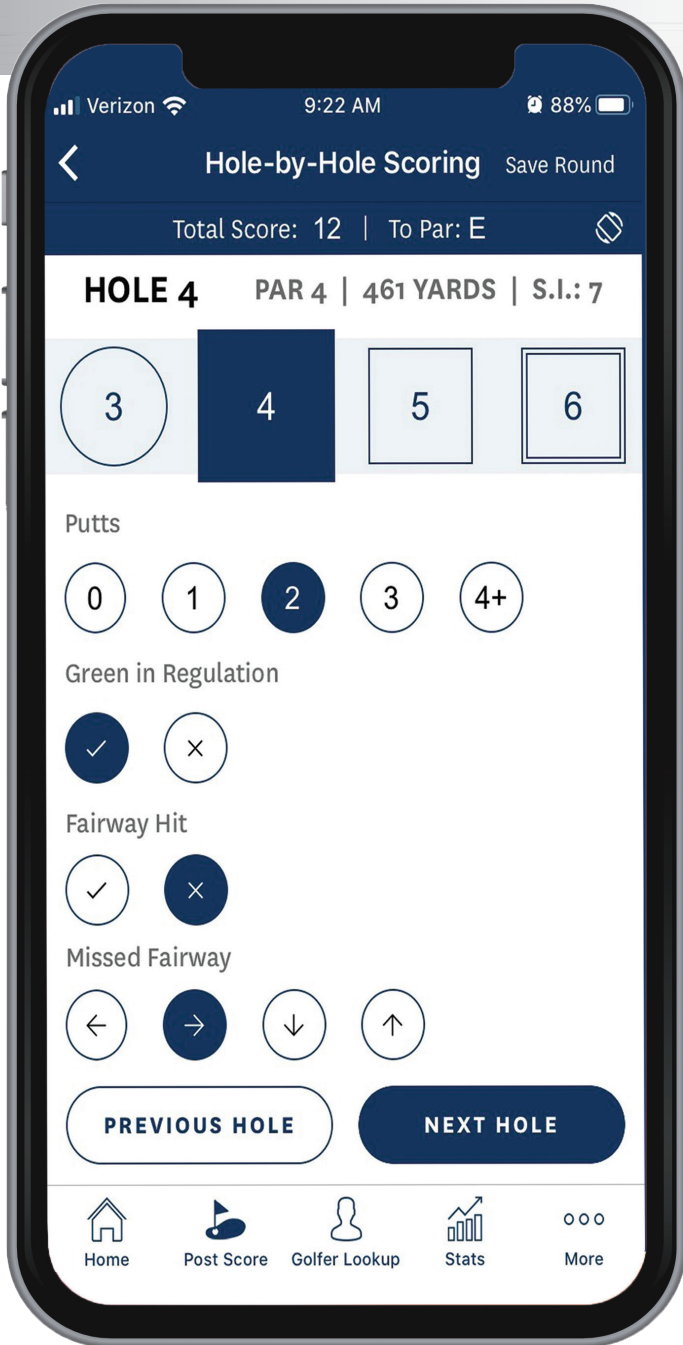 Verizon 9:22 AM 88%
Hole-by-Hole Scoring Save Round
Total Score: 12 | To Par: E
HOLE 4 PAR 4 | 461 YARDS | S.I.: 7
3 4 5 6
Putts
0 1 2 3 4+
Green in Regulation
Fairway Hit
Missed Fairway
PREVIOUS HOLE NEXT HOLE
Home Post Score Golfer Lookup Stats More